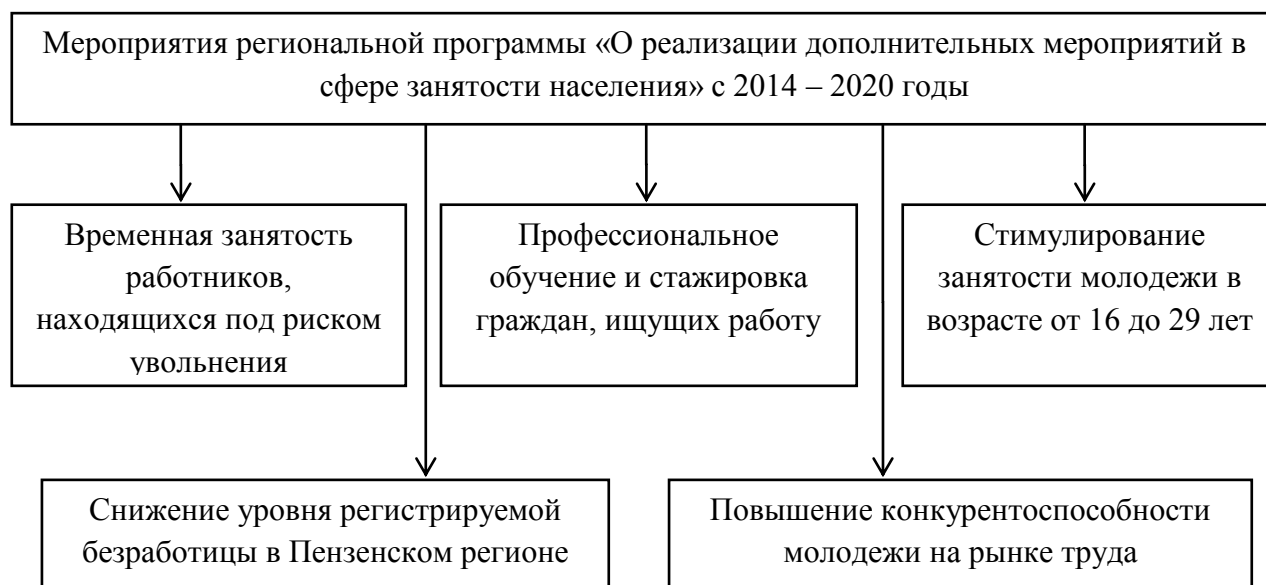 Мероприятия региональной программы «О реализации дополнительных мероприятий в
сфере занятости населения» с 2014 – 2020 годы
Временная занятость
работников,
находящихся под риском
увольнения
Профессиональное
обучение и стажировка
граждан, ищущих работу
Стимулирование
занятости молодежи в
возрасте от 16 до 29 лет
Снижение уровня регистрируемой
безработицы в Пензенском регионе
Повышение конкурентоспособности
молодежи на рынке труда